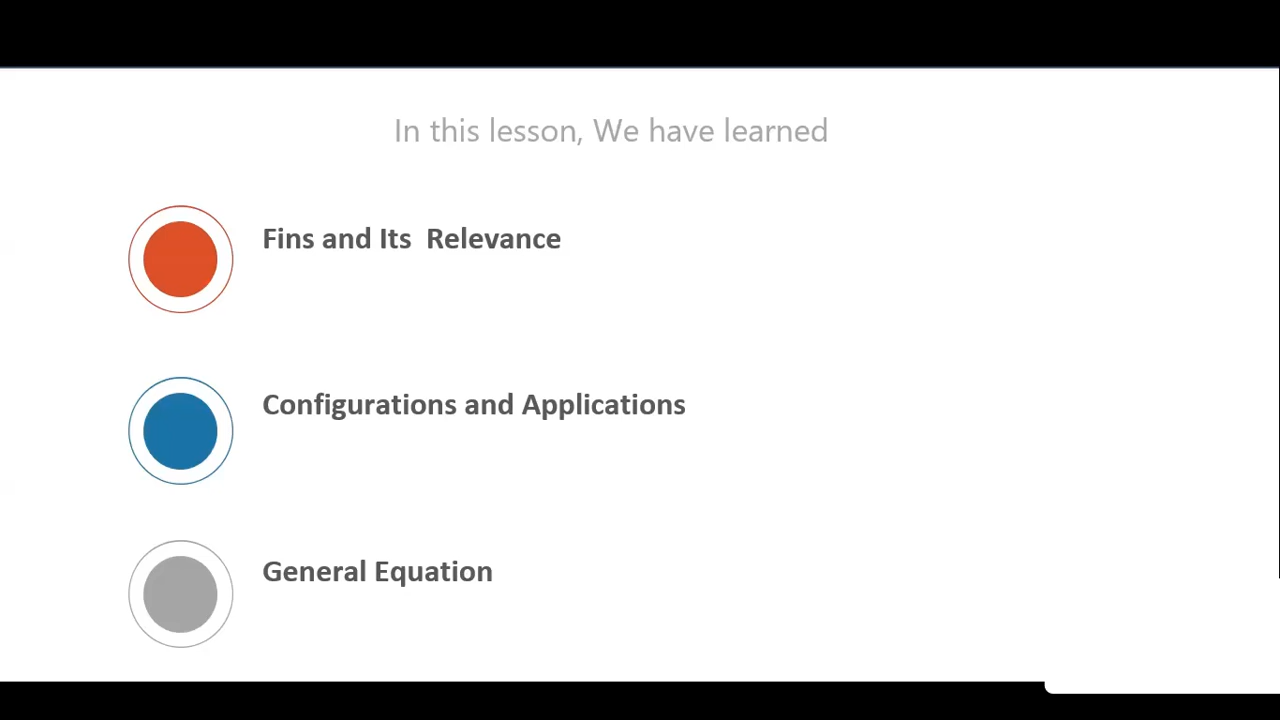 In this lesson, We have learned
Fins and Its  Relevance
Configurations and Applications
General Equation